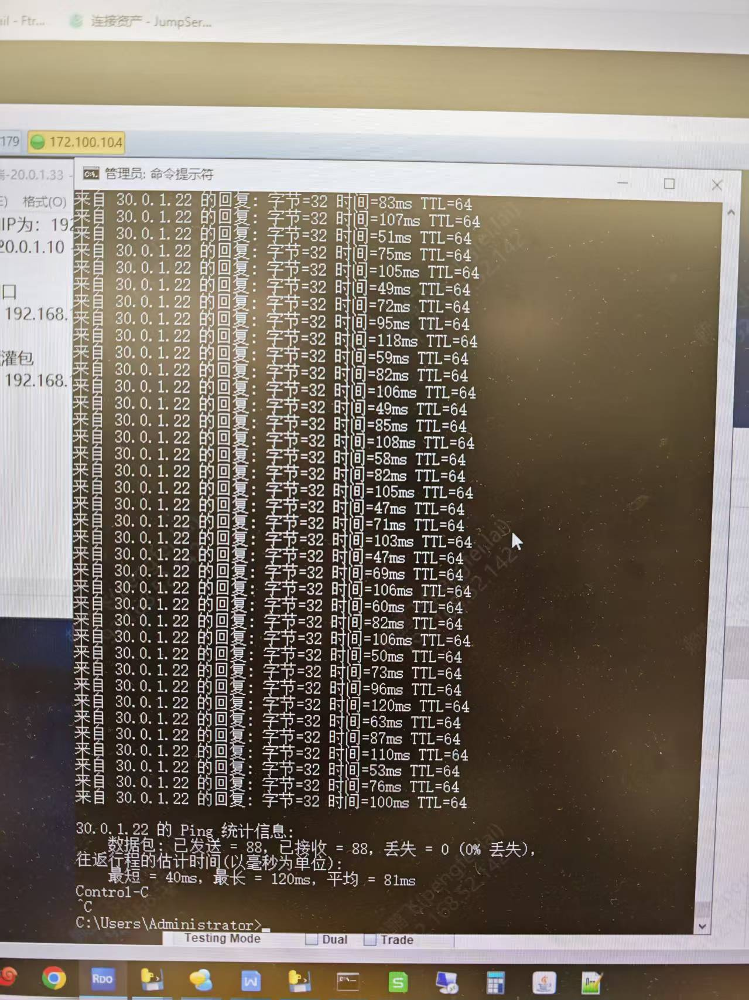 ail - Ftr...
连接资产 - JumpSer...
179
172.100.10.4
端-20.0.1.33 -
E) 格式(O)
IP为：192
20.0.1.10 -
口
192.168.1
灌包
192.168.1
管理员: 命令提示符
来自 30.0.1.22 的回复: 字节=32 时间=83ms TTL=64
来自 30.0.1.22 的回复: 字节=32 时间=107ms TTL=64
来自 30.0.1.22 的回复: 字节=32 时间=51ms TTL=64
来自 30.0.1.22 的回复: 字节=32 时间=75ms TTL=64
来自 30.0.1.22 的回复: 字节=32 时间=105ms TTL=64
来自 30.0.1.22 的回复: 字节=32 时间=49ms TTL=64
来自 30.0.1.22 的回复: 字节=32 时间=72ms TTL=64
来自 30.0.1.22 的回复: 字节=32 时间=95ms TTL=64
来自 30.0.1.22 的回复: 字节=32 时间=118ms TTL=64
来自 30.0.1.22 的回复: 字节=32 时间=59ms TTL=64
来自 30.0.1.22 的回复: 字节=32 时间=82ms TTL=64
来自 30.0.1.22 的回复: 字节=32 时间=106ms TTL=64
来自 30.0.1.22 的回复: 字节=32 时间=49ms TTL=64
来自 30.0.1.22 的回复: 字节=32 时间=85ms TTL=64
来自 30.0.1.22 的回复: 字节=32 时间=108ms TTL=64
来自 30.0.1.22 的回复: 字节=32 时间=58ms TTL=64
来自 30.0.1.22 的回复: 字节=32 时间=82ms TTL=64
来自 30.0.1.22 的回复: 字节=32 时间=105ms TTL=64
来自 30.0.1.22 的回复: 字节=32 时间=47ms TTL=64
来自 30.0.1.22 的回复: 字节=32 时间=71ms TTL=64
来自 30.0.1.22 的回复: 字节=32 时间=103ms TTL=64
来自 30.0.1.22 的回复: 字节=32 时间=47ms TTL=64
来自 30.0.1.22 的回复: 字节=32 时间=69ms TTL=64
来自 30.0.1.22 的回复: 字节=32 时间=106ms TTL=64
来自 30.0.1.22 的回复: 字节=32 时间=60ms TTL=64
来自 30.0.1.22 的回复: 字节=32 时间=82ms TTL=64
来自 30.0.1.22 的回复: 字节=32 时间=106ms TTL=64
来自 30.0.1.22 的回复: 字节=32 时间=50ms TTL=64
来自 30.0.1.22 的回复: 字节=32 时间=73ms TTL=64
来自 30.0.1.22 的回复: 字节=32 时间=96ms TTL=64
来自 30.0.1.22 的回复: 字节=32 时间=120ms TTL=64
来自 30.0.1.22 的回复: 字节=32 时间=63ms TTL=64
来自 30.0.1.22 的回复: 字节=32 时间=87ms TTL=64
来自 30.0.1.22 的回复: 字节=32 时间=110ms TTL=64
来自 30.0.1.22 的回复: 字节=32 时间=53ms TTL=64
来自 30.0.1.22 的回复: 字节=32 时间=76ms TTL=64
来自 30.0.1.22 的回复: 字节=32 时间=100ms TTL=64
30.0.1.22 的 Ping 统计信息:
数据包: 已发送 = 88，已接收 = 88，丢失 = 0 (0% 丢失)，
往返行程的估计时间(以毫秒为单位):
最短 = 40ms，最长 = 120ms，平均 = 81ms
Control-C
^C
C:\Users\Administrator>
Testing Mode Dual Trade
RDO